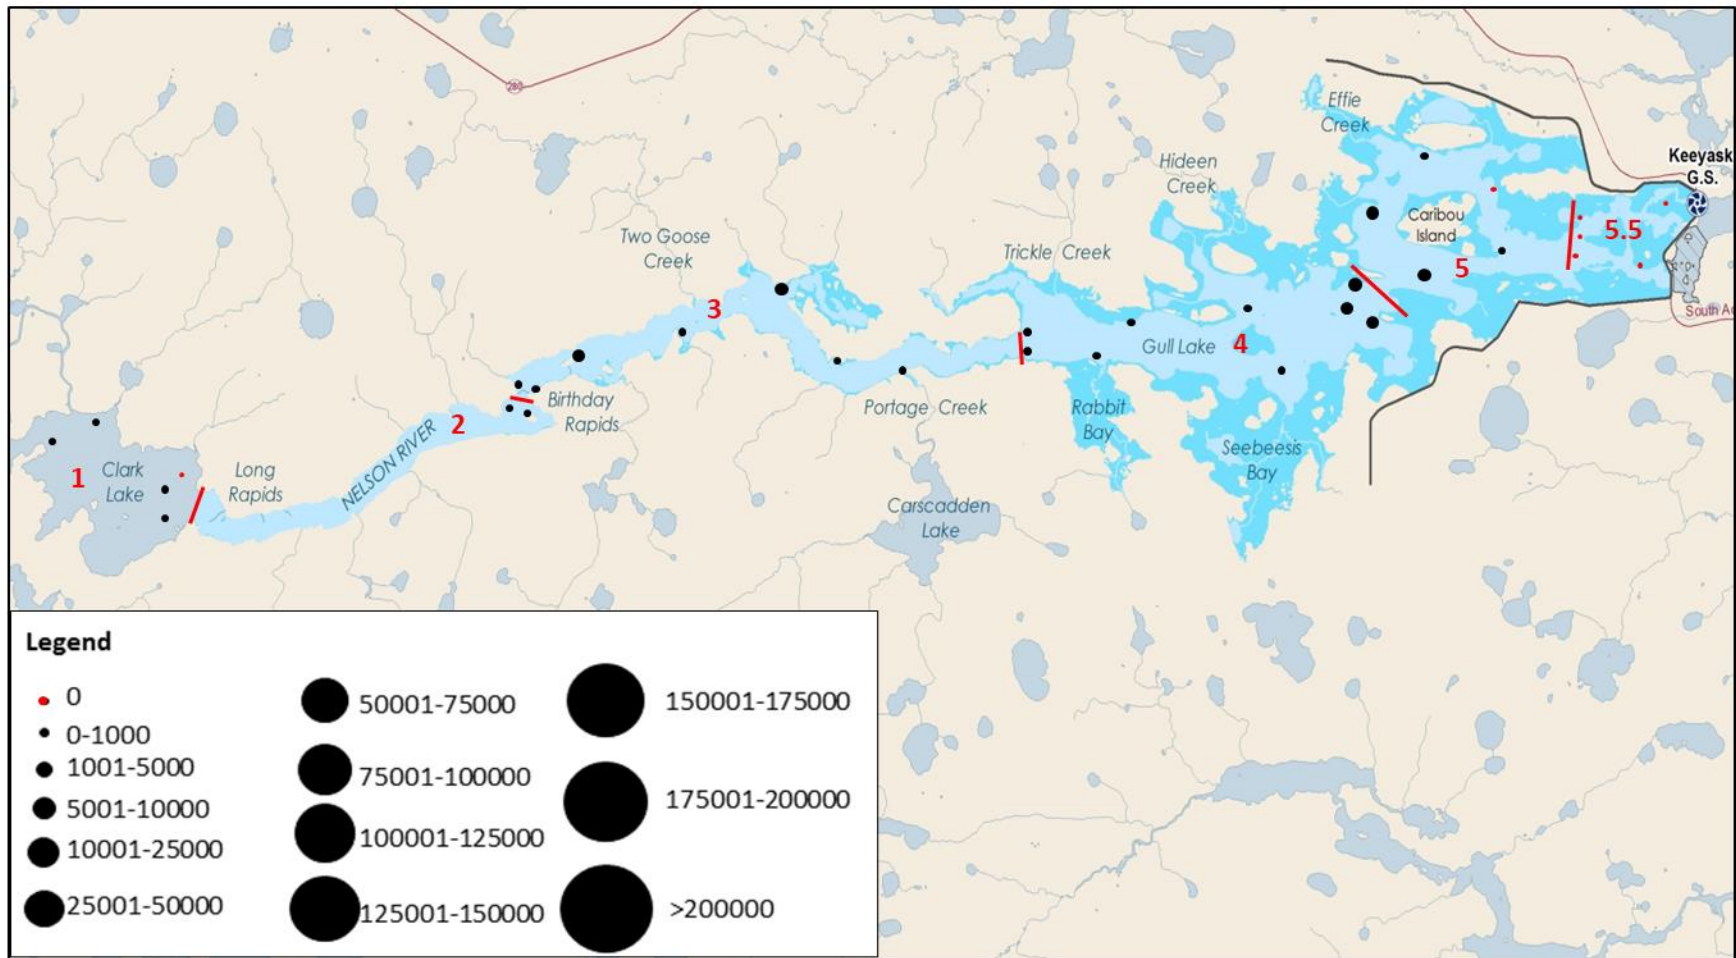 280
Effie
Creek
Keeyask
G.S.
Hideen
Creek
Caribou
Island
5.5
Two Goose
Creek
Trickle Creek
5
3
South Ac
Gull Lake
4
Birthday
Rapids
Portage Creek
Rabbit
Bay
2
NELSON RIVER
Seebeesis
Bay
1
Clark
Lake
Long
Rapids
Carscadden
Lake
Legend
0
0-1000
1001-5000
5001-10000
10001-25000
25001-50000
50001-75000
75001-100000
100001-125000
125001-150000
150001-175000
175001-200000
>200000